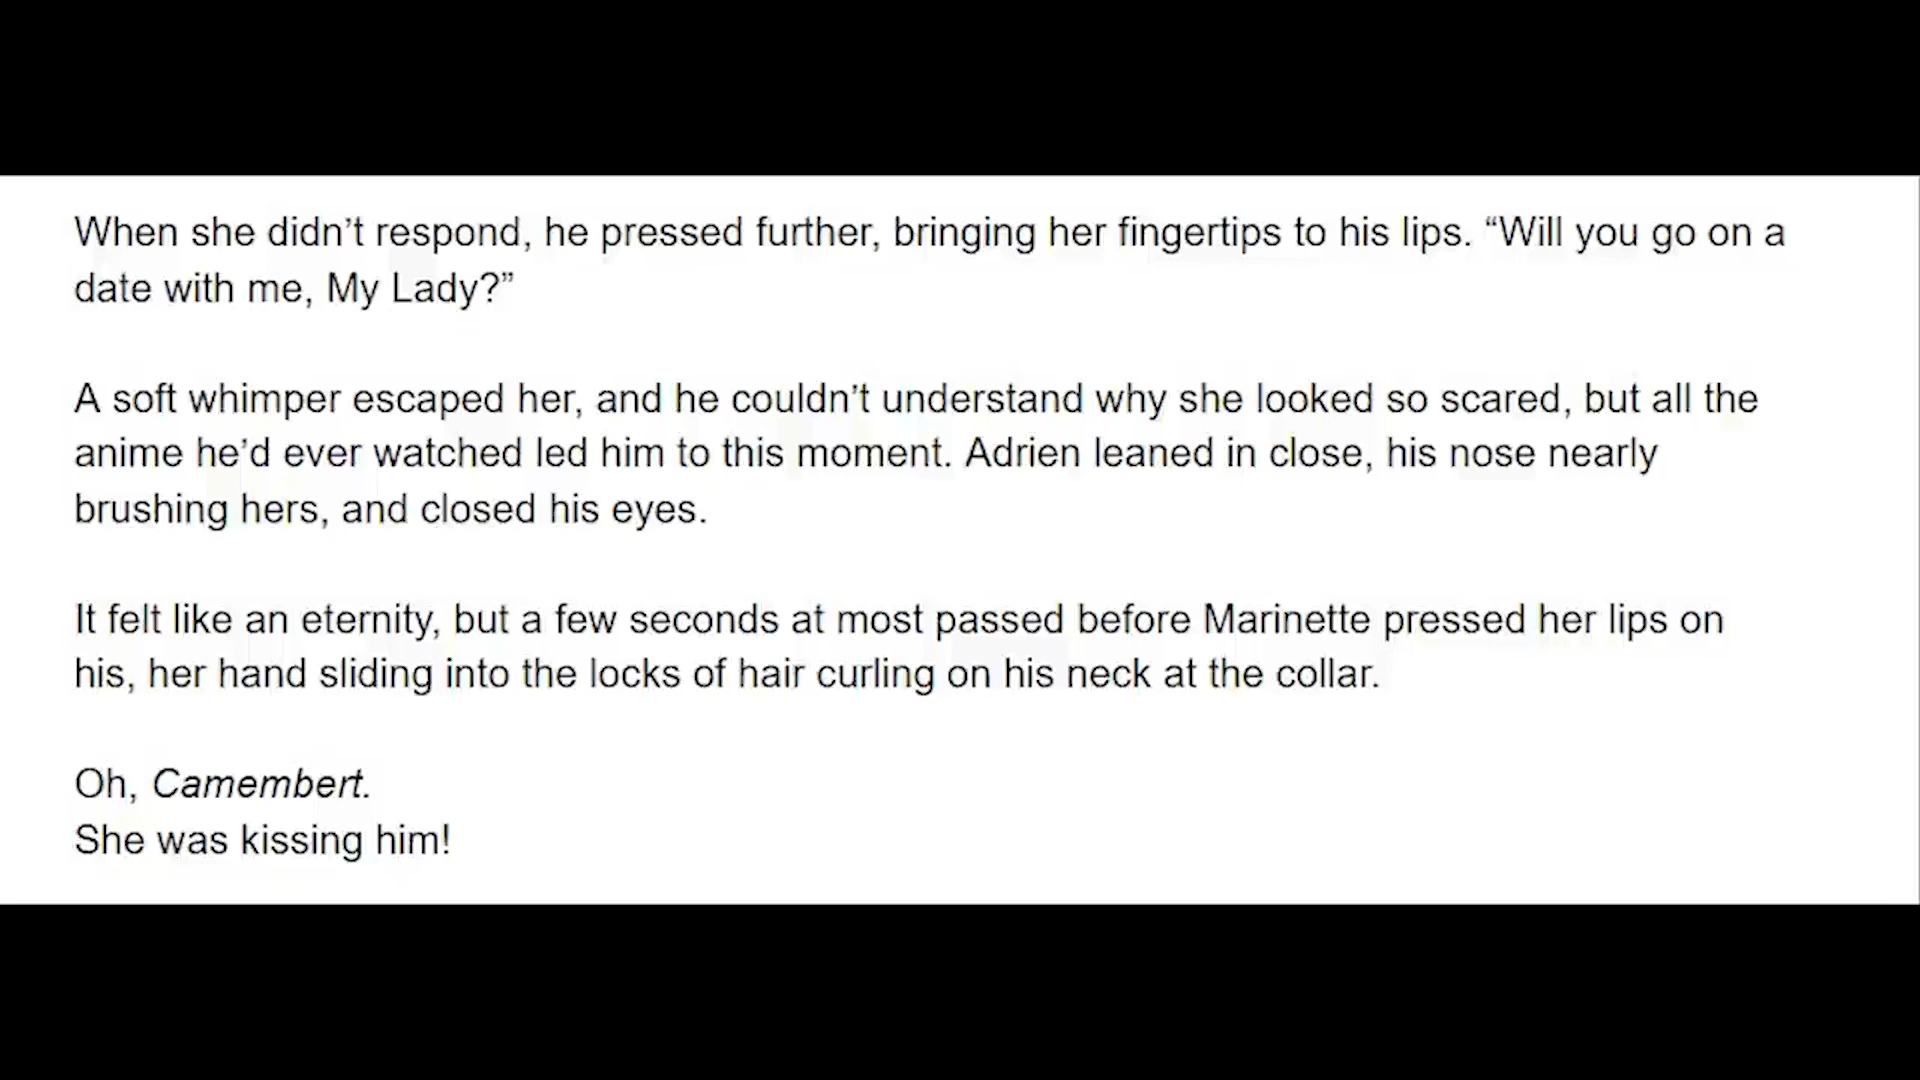 When she didn’t respond, he pressed further, bringing her fingertips to his lips. “Will you go on a
date with me, My Lady?”
A soft whimper escaped her, and he couldn’t understand why she looked so scared, but all the
anime he’d ever watched led him to this moment. Adrien leaned in close, his nose nearly
brushing hers, and closed his eyes.
It felt like an eternity, but a few seconds at most passed before Marinette pressed her lips on
his, her hand sliding into the locks of hair curling on his neck at the collar.
Oh, Camembert.
She was kissing him!